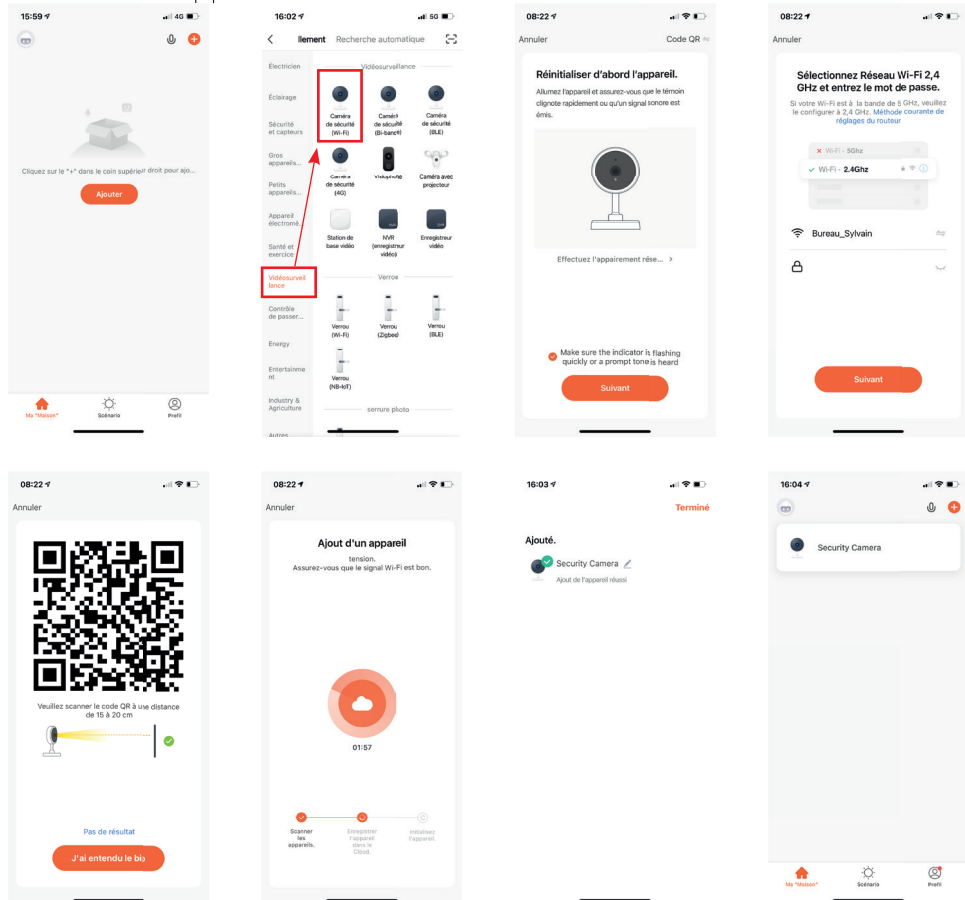 15:59
4G
Cliquez sur le "+" dans le coin supérieur droit pour ajo...
Ajouter
Ma "Maison"
Scénario
Profil
16:02
5G
llement
Recherche automatique
Électricien
Éclairage
Sécurité
et capteurs
Gros
appareils...
Petits
appareils...
Appareil
électromé...
Santé et
exercice
Vidéosurveil
lance
Contrôle
de passer...
Energy
Entertainme
nt
Industry &
Agriculture
Autres
Vidéosurveillance
Caméra
de sécurité
(Wi-Fi)
Caméra
de sécurité
(Bi-bande)
Caméra
de sécurité
(BLE)
Caméra
de sécurité
(4G)
Visiophone
Caméra avec
projecteur
Station de
base vidéo
NVR
(enregistreur
vidéo)
Enregistreur
vidéo
Verrou
Verrou
(Wi-Fi)
Verrou
(Zigbee)
Verrou
(BLE)
Verrou
(NB-IoT)
serrure photo
08:22
Annuler
Code QR
Réinitialiser d'abord l'appareil.
Allumez l'appareil et assurez-vous que le témoin
clignote rapidement ou qu'un signal sonore est
émis.
Effectuez l'appairement rése... >
Make sure the indicator is flashing
quickly or a prompt tone is heard
Suivant
08:22
Annuler
Sélectionnez Réseau Wi-Fi 2,4
GHz et entrez le mot de passe.
Si votre Wi-Fi est à la bande de 5 GHz, veuillez
le configurer à 2,4 GHz. Méthode courante de
réglages du routeur
Wi-Fi - 5Ghz
Wi-Fi - 2.4Ghz
Bureau_Sylvain
Suivant
08:22
Annuler
Veuillez scanner le code QR à une distance
de 15 à 20 cm
Pas de résultat
J'ai entendu le bip
08:22
Annuler
Ajout d'un appareil
tension.
Assurez-vous que le signal Wi-Fi est bon.
01:57
Scanner
les
appareils.
Enregistrer
l'appareil
dans le
Cloud.
Initialisez
l'appareil
16:03
Terminé
Ajouté.
Security Camera
Ajout de l'appareil réussi
16:04
Security Camera
Ma "Maison"
Scénario
Profil